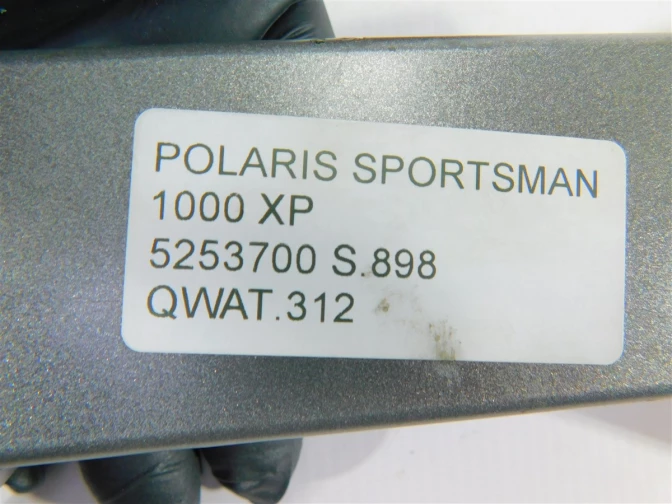 POLARIS SPORTSMAN
1000 XP
5253700 S.898
QWAT.312